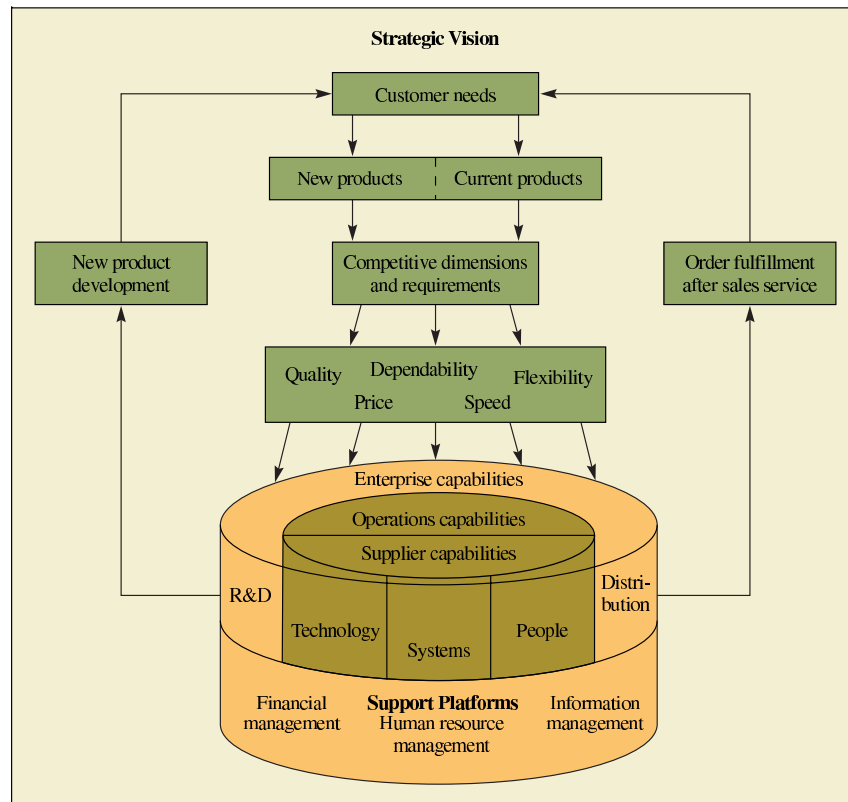 Strategic Vision
Customer needs
New products
Current products
New product
development
Competitive dimensions
and requirements
Order fulfillment
after sales service
Quality
Dependability
Flexibility
Price
Speed
Enterprise capabilities
Operations capabilities
Supplier capabilities
R&D
Distri-
bution
Technology
Systems
People
Financial
management
Support Platforms
Human resource
management
Information
management